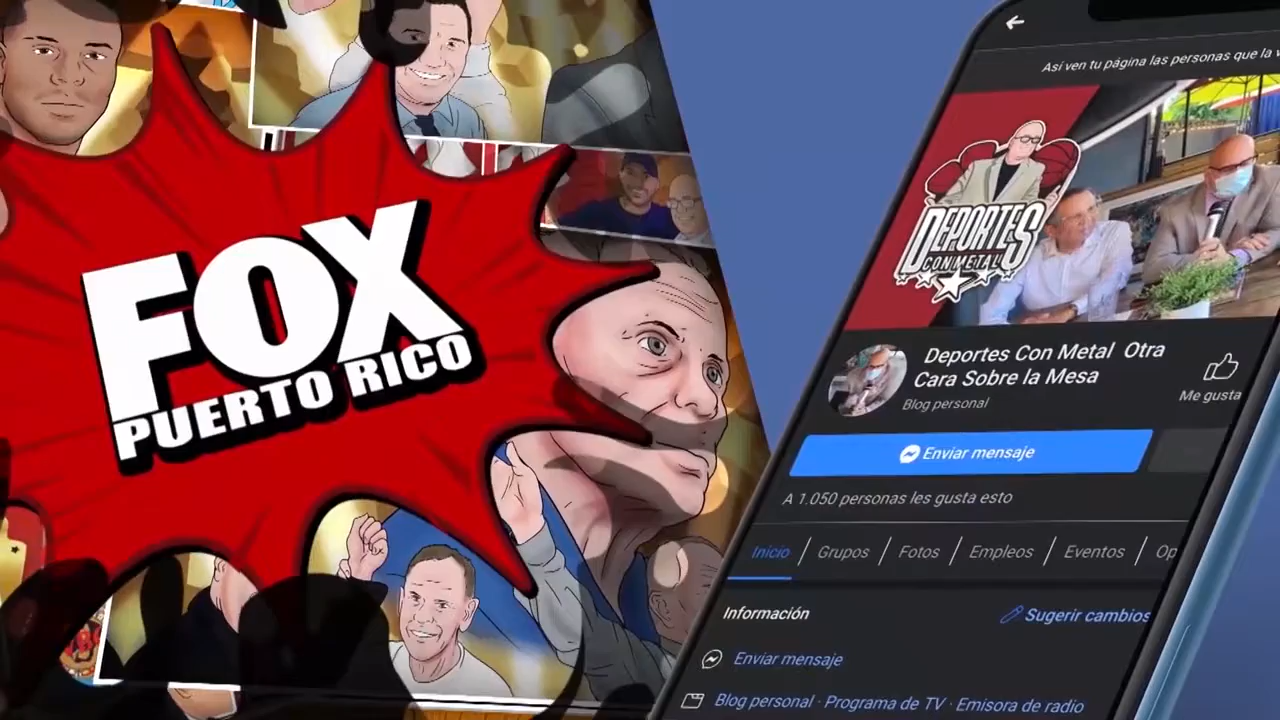 FOX
PUERTO RICO
Así ven tu página las personas que la
DEPORTES
CON METAL
Deportes Con Metal Otra
Cara Sobre la Mesa
Blog personal
Me gusta
Enviar mensaje
A 1.050 personas les gusta esto
Inicio / Grupos / Fotos / Empleos / Eventos / Op
Información
Sugerir cambios
Enviar mensaje
Blog personal · Programa de TV · Emisora de radio